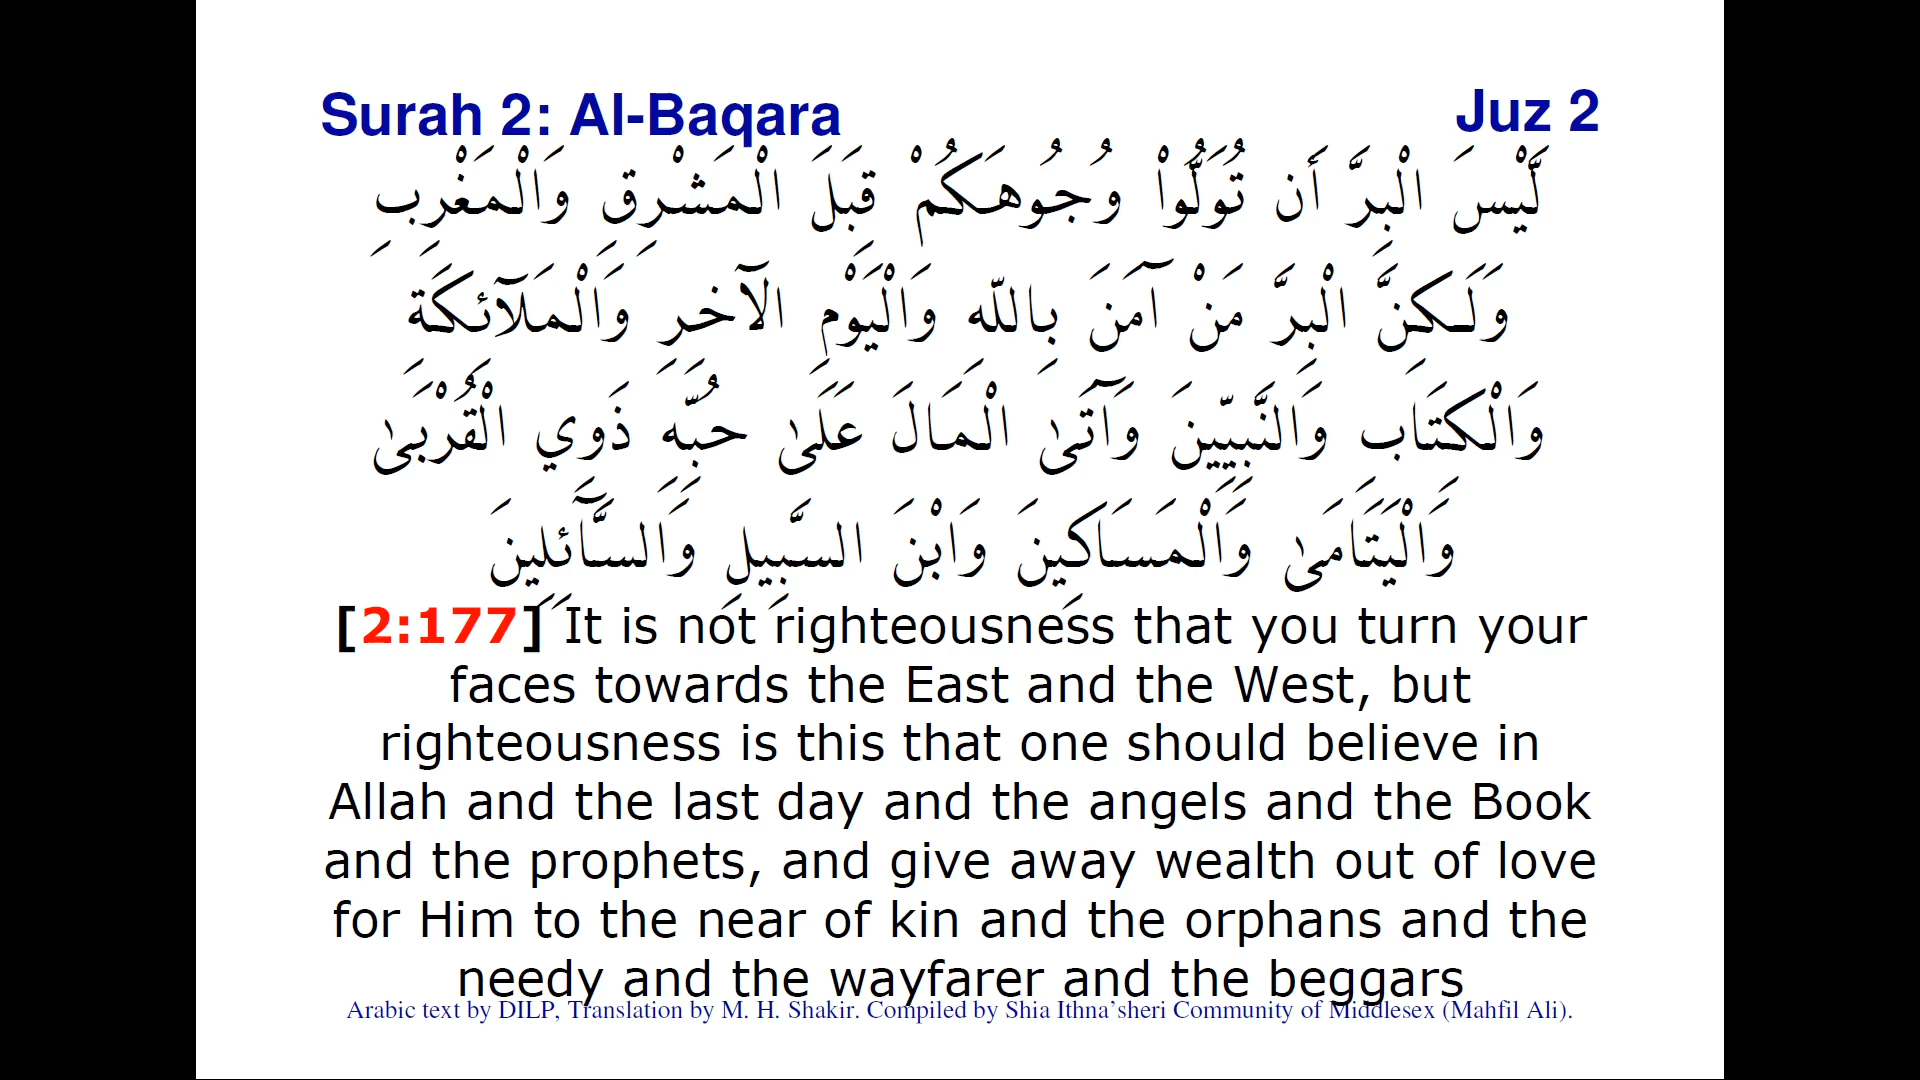 Surah 2: Al-Baqara Juz 2
لَّيْسَ الْبِرَّ أَن تُوَلُّواْ وُجُوهَكُمْ قِبَلَ الْمَشْرِقِ وَالْمَغْرِبِ
وَلَـكِنَّ الْبِرَّ مَنْ آمَنَ بِاللّهِ وَالْيَوْمِ الآخِرِ وَالْمَلآئِكَةِ
وَالْكِتَابِ وَالنَّبِيِّينَ وَآتَى الْمَالَ عَلَى حُبِّهِ ذَوِي الْقُرْبَى
وَالْيَتَامَى وَالْمَسَاكِينَ وَابْنَ السَّبِيلِ وَالسَّآئِلِينَ
[2:177] It is not righteousness that you turn your
faces towards the East and the West, but
righteousness is this that one should believe in
Allah and the last day and the angels and the Book
and the prophets, and give away wealth out of love
for Him to the near of kin and the orphans and the
needy and the wayfarer and the beggars
Arabic text by DILP, Translation by M. H. Shakir. Compiled by Shia Ithna’sheri Community of Middlesex (Mahfil Ali).